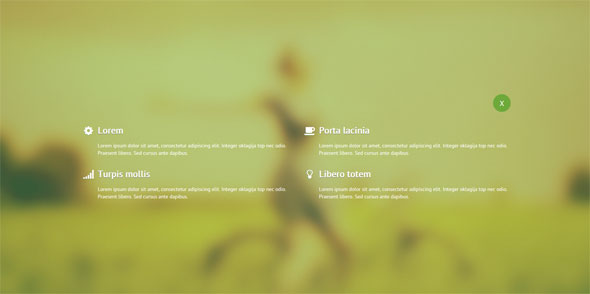 X
Lorem
Lorem ipsum dolor sit amet, consectetur adipiscing elit. Integer oklagija top nec odio.
Praesent libero. Sed cursus ante dapibus.
Porta lacinia
Lorem ipsum dolor sit amet, consectetur adipiscing elit. Integer oklagija top nec odio.
Praesent libero. Sed cursus ante dapibus.
Turpis mollis
Lorem ipsum dolor sit amet, consectetur adipiscing elit. Integer oklagija top nec odio.
Praesent libero. Sed cursus ante dapibus.
Libero totem
Lorem ipsum dolor sit amet, consectetur adipiscing elit. Integer oklagija top nec odio.
Praesent libero. Sed cursus ante dapibus.